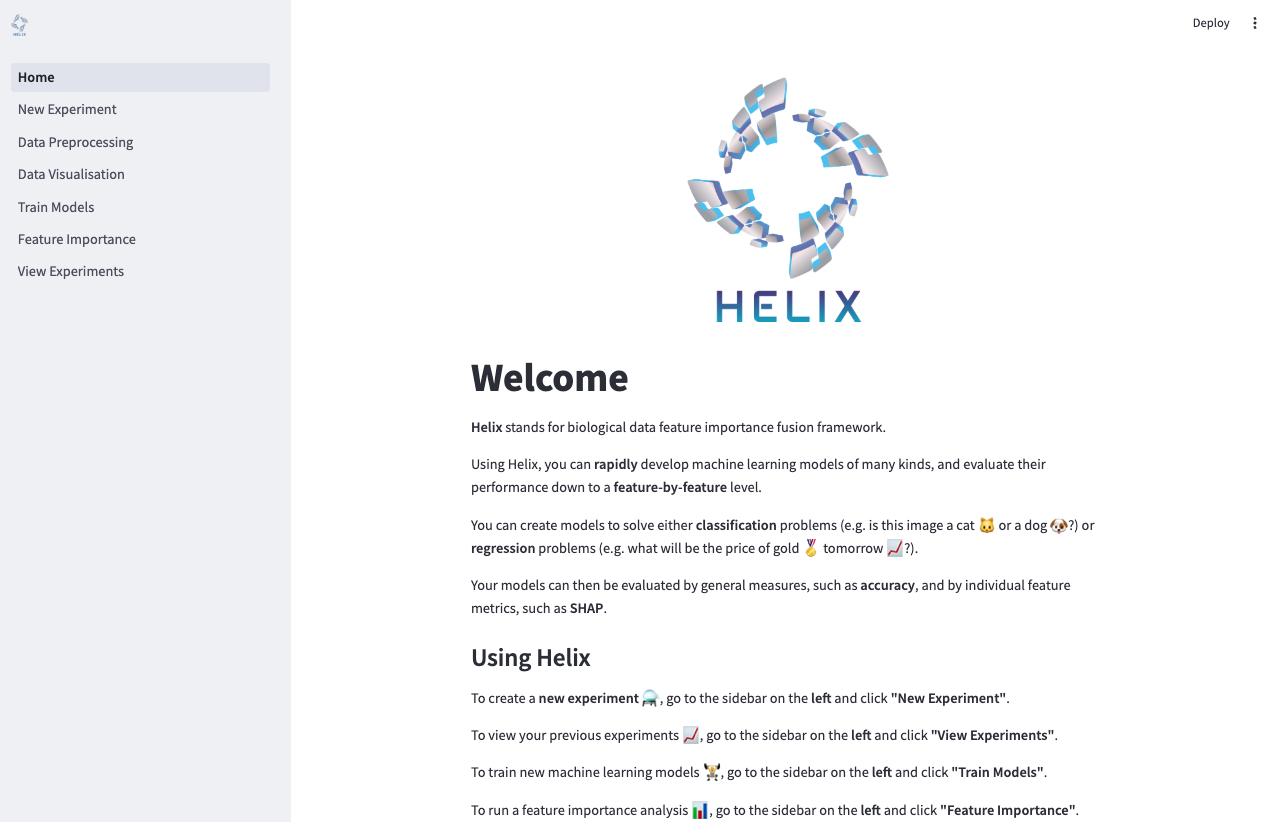 HELIX
Deploy
Home
New Experiment
Data Preprocessing
Data Visualisation
Train Models
Feature Importance
View Experiments
HELIX
Welcome
Helix stands for biological data feature importance fusion framework.
Using Helix, you can rapidly develop machine learning models of many kinds, and evaluate their
performance down to a feature-by-feature level.
You can create models to solve either classification problems (e.g. is this image a cat 🐱 or a dog 🐶?) or
regression problems (e.g. what will be the price of gold 🏅 tomorrow 📈?).
Your models can then be evaluated by general measures, such as accuracy, and by individual feature
metrics, such as SHAP.
Using Helix
To create a new experiment ⚗️, go to the sidebar on the left and click "New Experiment".
To view your previous experiments 📈, go to the sidebar on the left and click "View Experiments".
To train new machine learning models 🏋️, go to the sidebar on the left and click "Train Models".
To run a feature importance analysis 📊, go to the sidebar on the left and click "Feature Importance".